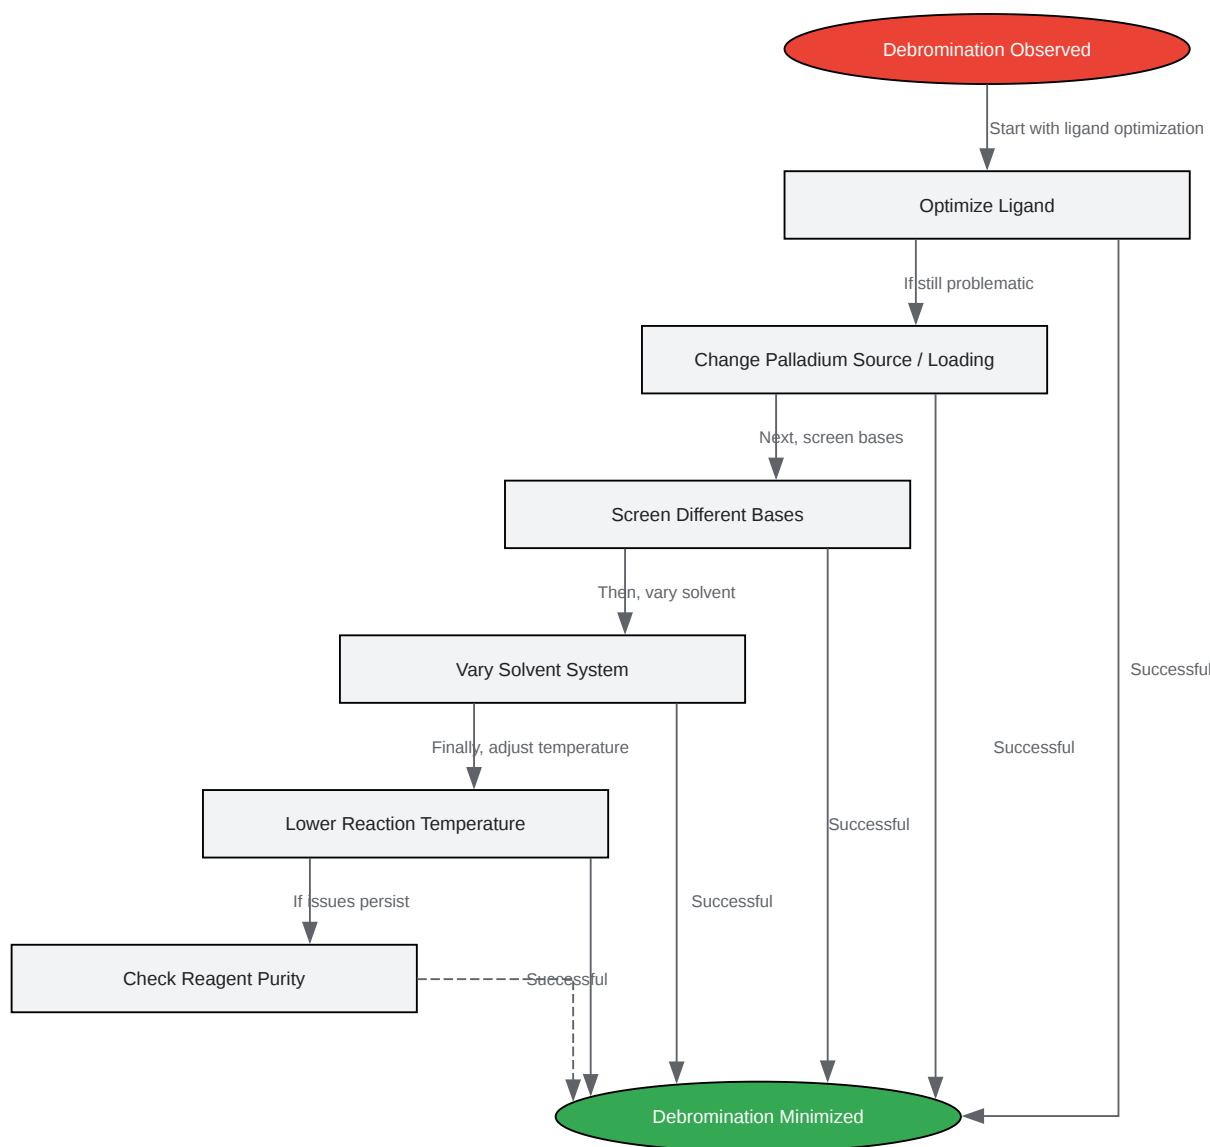 Debromination Observed
Start with ligand optimization
Optimize Ligand
If still problematic
Change Palladium Source / Loading
Next, screen bases
Screen Different Bases
Then, vary solvent
Vary Solvent System
Successful
Finally, adjust temperature
Successful
Lower Reaction Temperature
Successful
If issues persist
Successful
Check Reagent Purity
Successful
Debromination Minimized